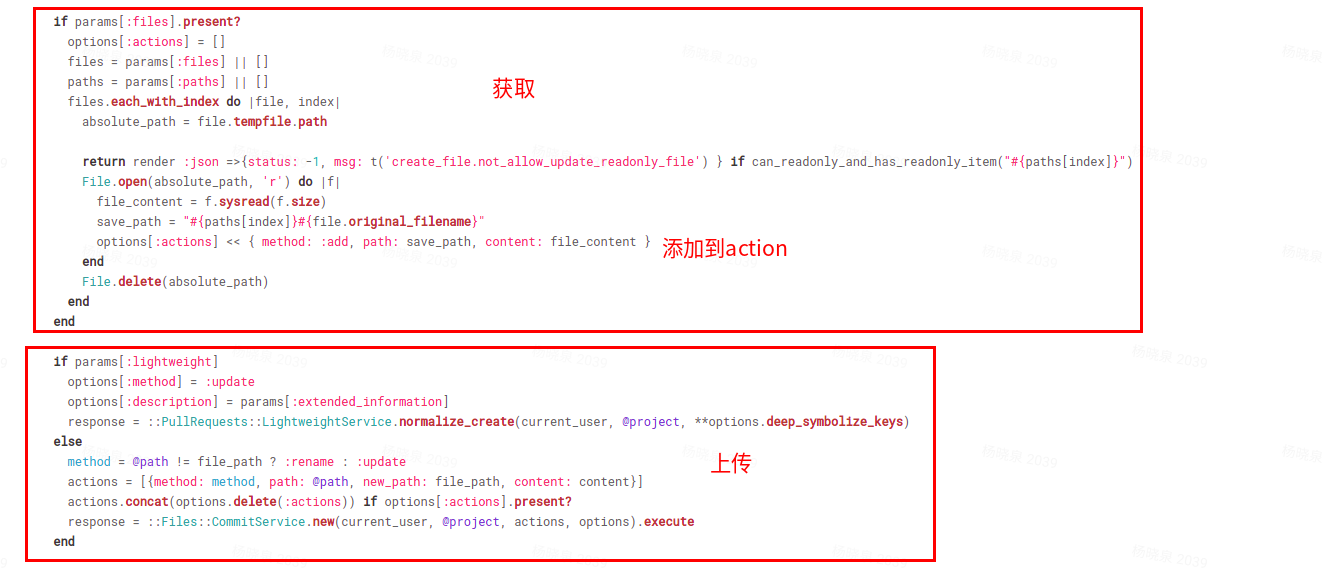 if params[:files].present?
options[:actions] = []
files = params[:files] || []
paths = params[:paths] || []
files.each_with_index do |file, index|
absolute_path = file.tempfile.path
获取
return render :json =>{status: -1, msg: t('create_file.not_allow_update_readonly_file') } if can_readonly_and_has_readonly_item("#{paths[index]}")
File.open(absolute_path, 'r') do |f|
file_content = f.sysread(f.size)
save_path = "#{paths[index]}#{file.original_filename}"
options[:actions] << { method: :add, path: save_path, content: file_content }
添加到action
end
File.delete(absolute_path)
end
end
if params[:lightweight]
options[:method] = :update
options[:description] = params[:extended_information]
response = ::PullRequests::LightweightService.normalize_create(current_user, @project, **options.deep_symbolize_keys)
else
method = @path != file_path ? :rename : :update
上传
actions = [{method: method, path: @path, new_path: file_path, content: content}]
actions.concat(options.delete(:actions)) if options[:actions].present?
response = ::Files::CommitService.new(current_user, @project, actions, options).execute
end